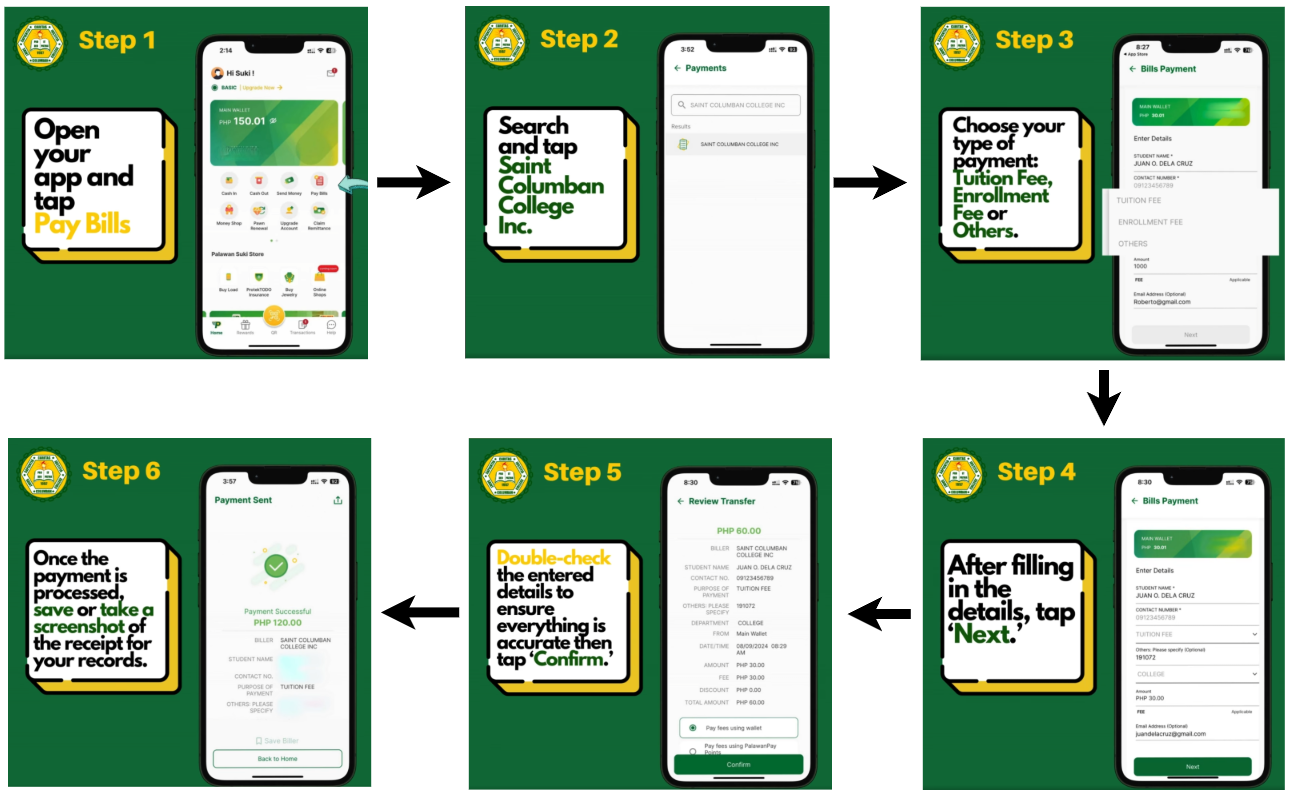 Step 1
Open
your
app and
tap
Pay Bills
2:14
Hi Suki !
BASIC | Upgrade Now →
MAIN WALLET
PHP 150.01
Cash In Cash Out Send Money Pay Bills
Money Shop Pawn Renewal Upgrade Account Claim Remittance
Palawan Suki Store
Buy Load ProtekTODO Insurance Buy Jewelry Online Shops
Home Rewards QR Transactions Help
Step 2
Search
and tap
Saint
Columban
College
Inc.
3:52
← Payments
SAINT COLUMBAN COLLEGE INC
Results
SAINT COLUMBAN COLLEGE INC
Step 3
Choose your
type of
payment:
Tuition Fee,
Enrollment
Fee or
Others.
8:27
App Store
← Bills Payment
MAIN WALLET
PHP 30.01
Enter Details
STUDENT NAME *
JUAN O. DELA CRUZ
CONTACT NUMBER *
09123456789
TUITION FEE
ENROLLMENT FEE
OTHERS
Amount
1000
FEE Applicable
Email Address (Optional)
Roberto@gmail.com
Next
Step 4
After filling
in the
details, tap
‘Next.’
8:30
← Bills Payment
MAIN WALLET
PHP 30.01
Enter Details
STUDENT NAME *
JUAN O. DELA CRUZ
CONTACT NUMBER *
09123456789
TUITION FEE
Others: Please specify (Optional)
191072
COLLEGE
Amount
PHP 30.00
FEE Applicable
Email Address (Optional)
juandelacruz@gmail.com
Next
Step 5
Double-check
the entered
details to
ensure
everything is
accurate then
tap ‘Confirm.’
8:30
← Review Transfer
PHP 60.00
BILLER SAINT COLUMBAN
COLLEGE INC
STUDENT NAME JUAN O. DELA CRUZ
CONTACT NO. 09123456789
PURPOSE OF TUITION FEE
PAYMENT
OTHERS: PLEASE 191072
SPECIFY
DEPARTMENT COLLEGE
FROM Main Wallet
DATE/TIME 08/09/2024 08:29
AM
AMOUNT PHP 30.00
FEE PHP 30.00
DISCOUNT PHP 0.00
TOTAL AMOUNT PHP 60.00
Pay fees using wallet
Pay fees using PalawanPay
Points
Confirm
Step 6
Once the
payment is
processed,
save or take a
screenshot of
the receipt for
your records.
3:57
Payment Sent
Payment Successful
PHP 120.00
BILLER SAINT COLUMBAN
COLLEGE INC
STUDENT NAME
CONTACT NO.
PURPOSE OF TUITION FEE
PAYMENT
OTHERS: PLEASE
SPECIFY
Save Biller
Back to Home